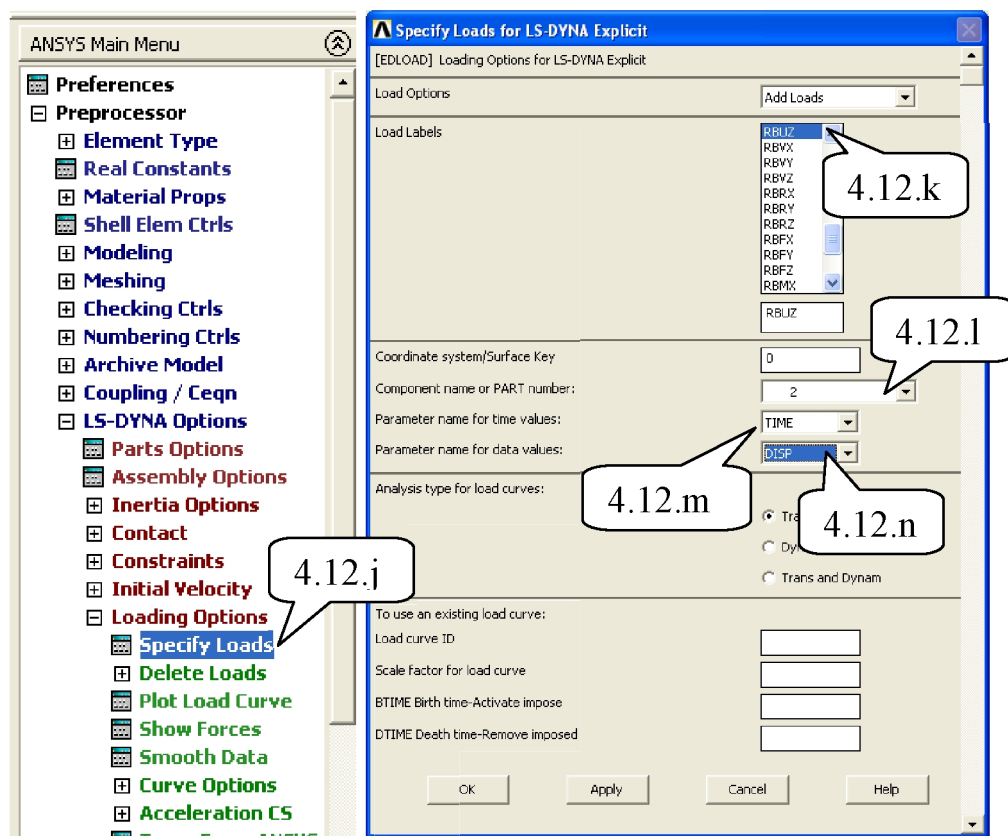 ANSYS Main Menu
Preferences
Preprocessor
Element Type
Real Constants
Material Props
Shell Elem Ctrls
Modeling
Meshing
Checking Ctrls
Numbering Ctrls
Archive Model
Coupling / Ceqn
LS-DYNA Options
Parts Options
Assembly Options
Inertia Options
Contact
Constraints
Initial Velocity
Loading Options
Specify Loads
Delete Loads
Plot Load Curve
Show Forces
Smooth Data
Curve Options
Acceleration CS
4.12.j
Specify Loads for LS-DYNA Explicit
[EDLOAD] Loading Options for LS-DYNA Explicit
Load Options
Add Loads
Load Labels
RBUZ
RBVX
RBVY
RBVZ
RBRX
RBRY
RBRZ
RBFX
RBFY
RBFZ
RBMX
4.12.k
RBUZ
4.12.l
Coordinate system/Surface Key
0
Component name or PART number:
2
Parameter name for time values:
TIME
Parameter name for data values:
DISP
4.12.m
4.12.n
Analysis type for load curves:
Trans and Dynam
To use an existing load curve:
Load curve ID
Scale factor for load curve
BTIME Birth time-Activate impose
DTIME Death time-Remove imposed
OK Apply Cancel Help